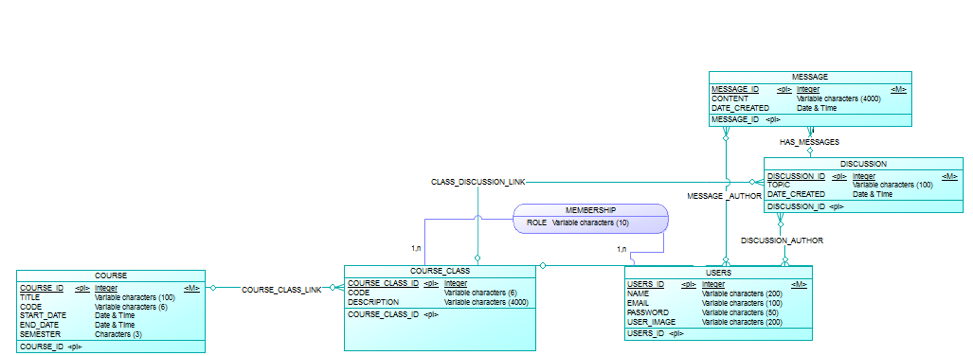 MESSAGE
MESSAGE_ID <pi> Integer <M>
CONTENT Variable characters (4000)
DATE_CREATED Date & Time
MESSAGE_ID <pi>
HAS_MESSAGES
DISCUSSION
DISCUSSION_ID <pi> Integer <M>
TOPIC Variable characters (100)
DATE_CREATED Date & Time
DISCUSSION_ID <pi>
CLASS_DISCUSSION_LINK
MESSAGE_AUTHOR
MEMBERSHIP
ROLE Variable characters (10)
DISCUSSION_AUTHOR
1,n
1,n
COURSE
COURSE_ID <pi> Integer <M>
TITLE Variable characters (100)
CODE Variable characters (6)
START_DATE Date & Time
END_DATE Date & Time
SEMESTER Characters (3)
COURSE_ID <pi>
COURSE_CLASS_LINK
COURSE_CLASS
COURSE_CLASS_ID <pi> Integer
CODE Variable characters (6)
DESCRIPTION Variable characters (4000)
COURSE_CLASS_ID <pi>
USERS
USERS_ID <pi> Integer <M>
NAME Variable characters (200)
EMAIL Variable characters (100)
PASSWORD Variable characters (50)
USER_IMAGE Variable characters (200)
USERS_ID <pi>